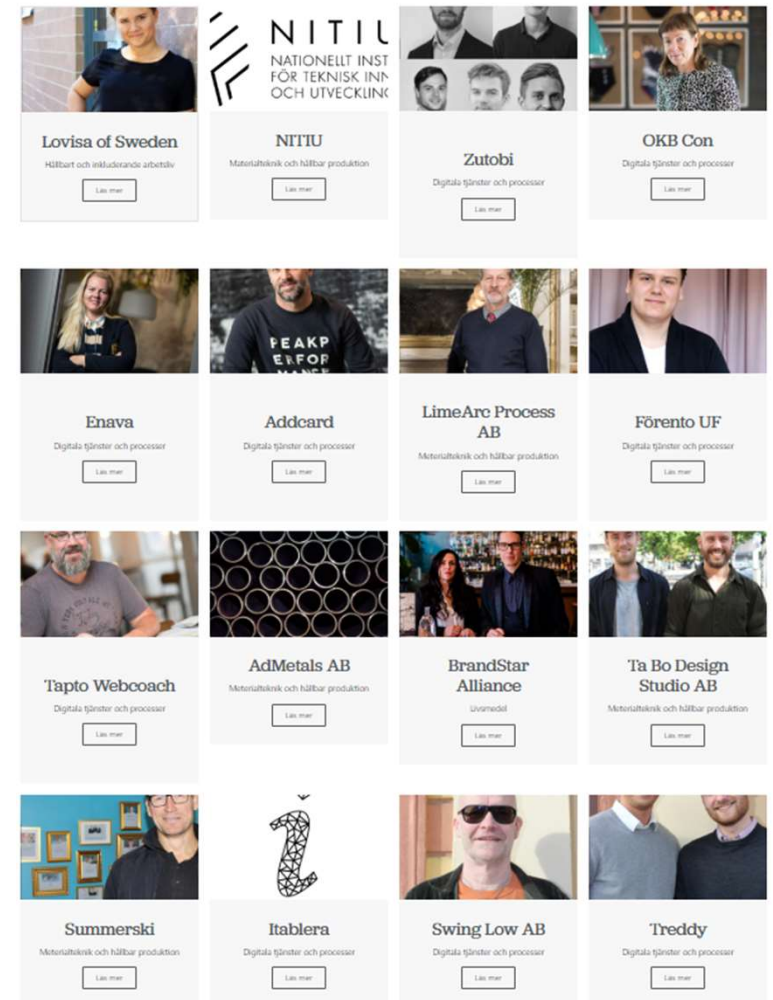 NITIU
NATIONELLT INST
FÖR TEKNISK INN
OCH UTVECKLING
Lovisa of Sweden
Hållbart och inkluderande arbetsliv
Läs mer
NITIU
Materialteknik och hållbar produktion
Läs mer
Zutobi
Digitala tjänster och processer
Läs mer
OKB Con
Digitala tjänster och processer
Läs mer
Enava
Digitala tjänster och processer
Läs mer
PEAKP
ERFOR
MANCE
Addcard
Digitala tjänster och processer
Läs mer
LimeArc Process
AB
Materialteknik och hållbar produktion
Läs mer
Förento UF
Digitala tjänster och processer
Läs mer
Tapto Webcoach
Digitala tjänster och processer
Läs mer
AdMetals AB
Materialteknik och hållbar produktion
Läs mer
BrandStar
Alliance
Livsmedel
Läs mer
Ta Bo Design
Studio AB
Materialteknik och hållbar produktion
Läs mer
Summerski
Materialteknik och hållbar produktion
Läs mer
Itablera
Digitala tjänster och processer
Läs mer
Swing Low AB
Digitala tjänster och processer
Läs mer
Treddy
Digitala tjänster och processer
Läs mer